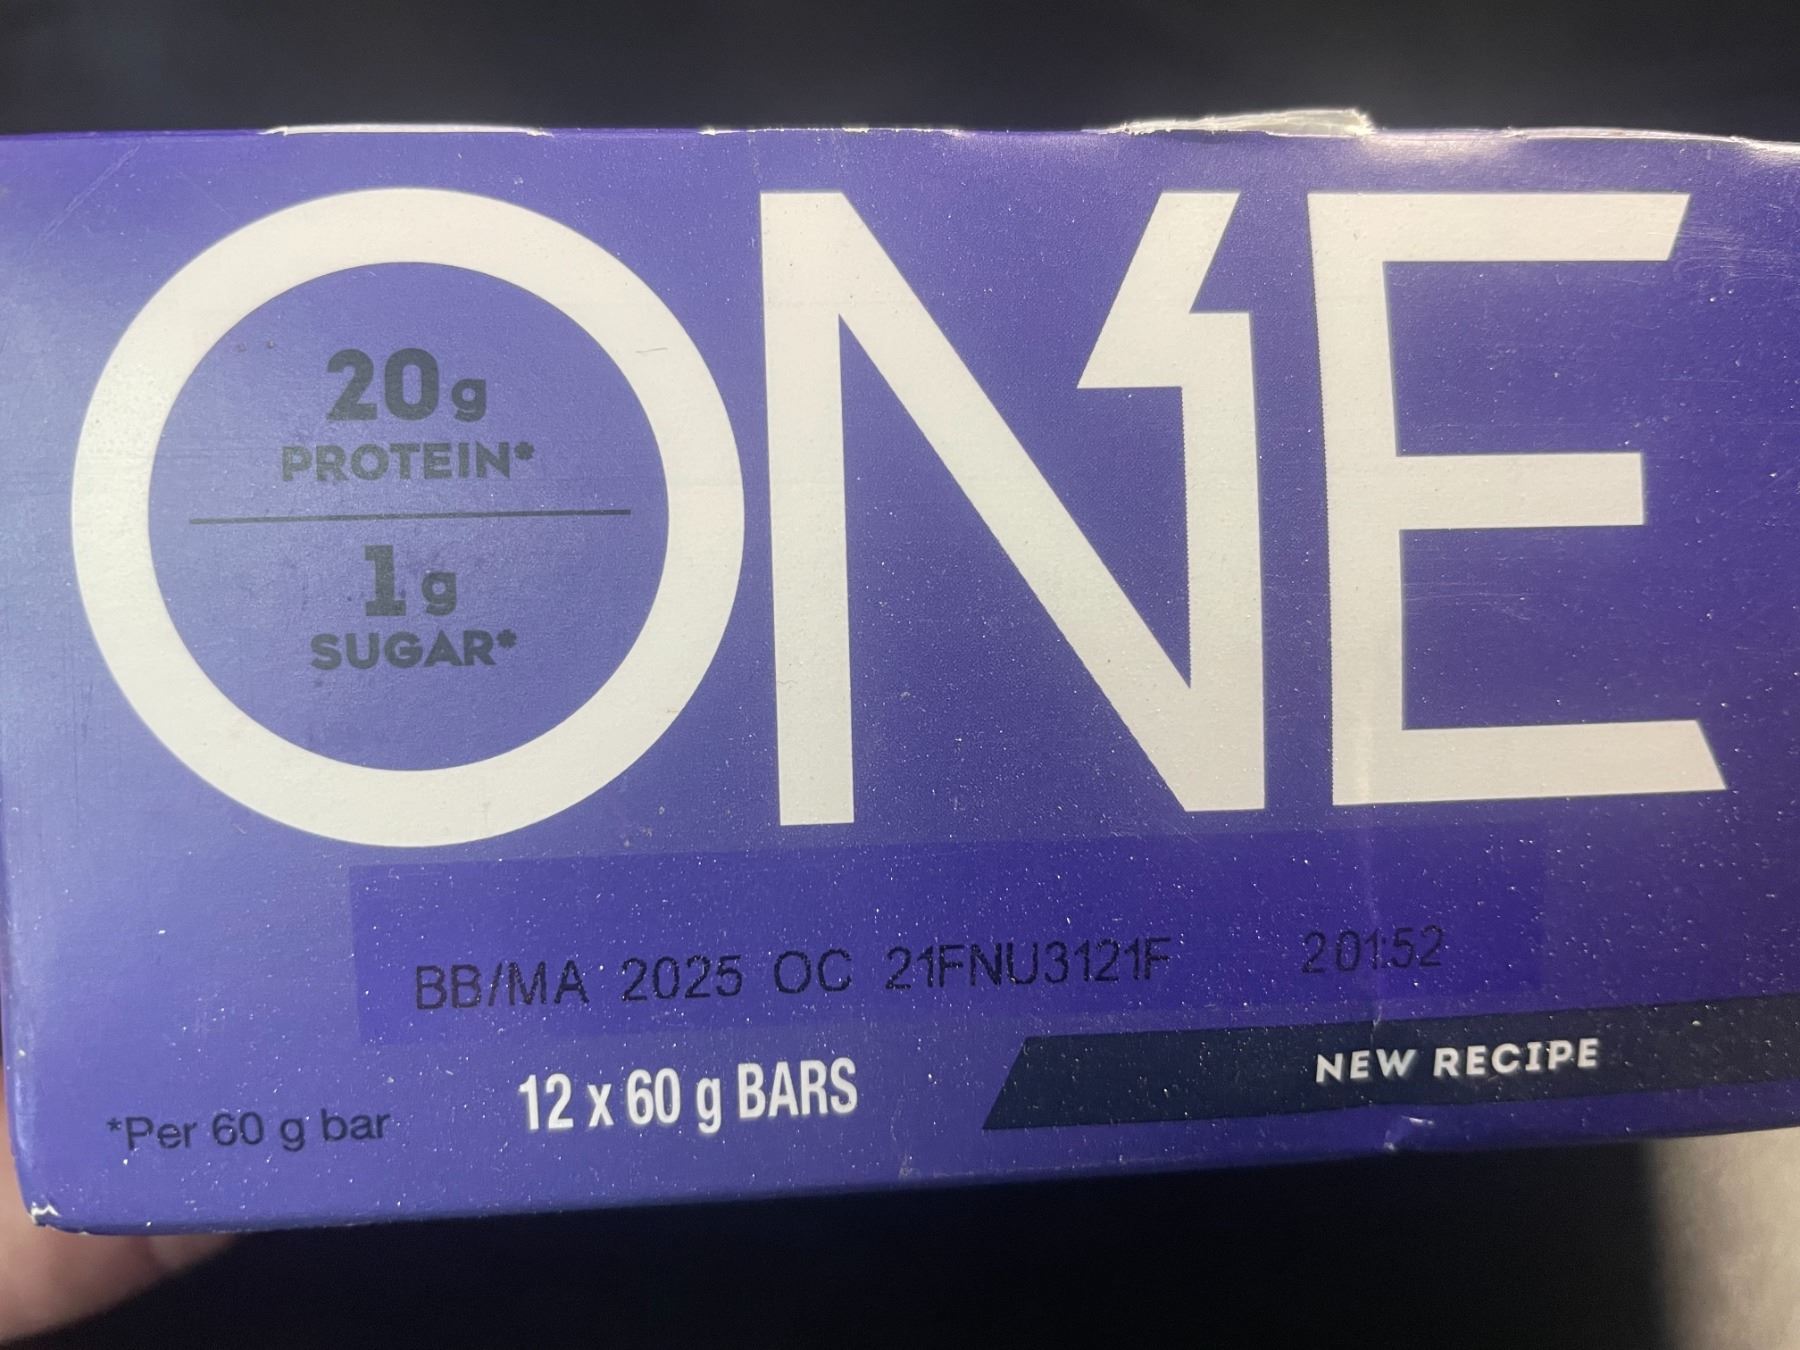 ONE
20g
PROTEIN*
1g
SUGAR*
BB/MA 2025 OC 21FNU3121F 201:52
NEW RECIPE
12 x 60 g BARS
*Per 60 g bar